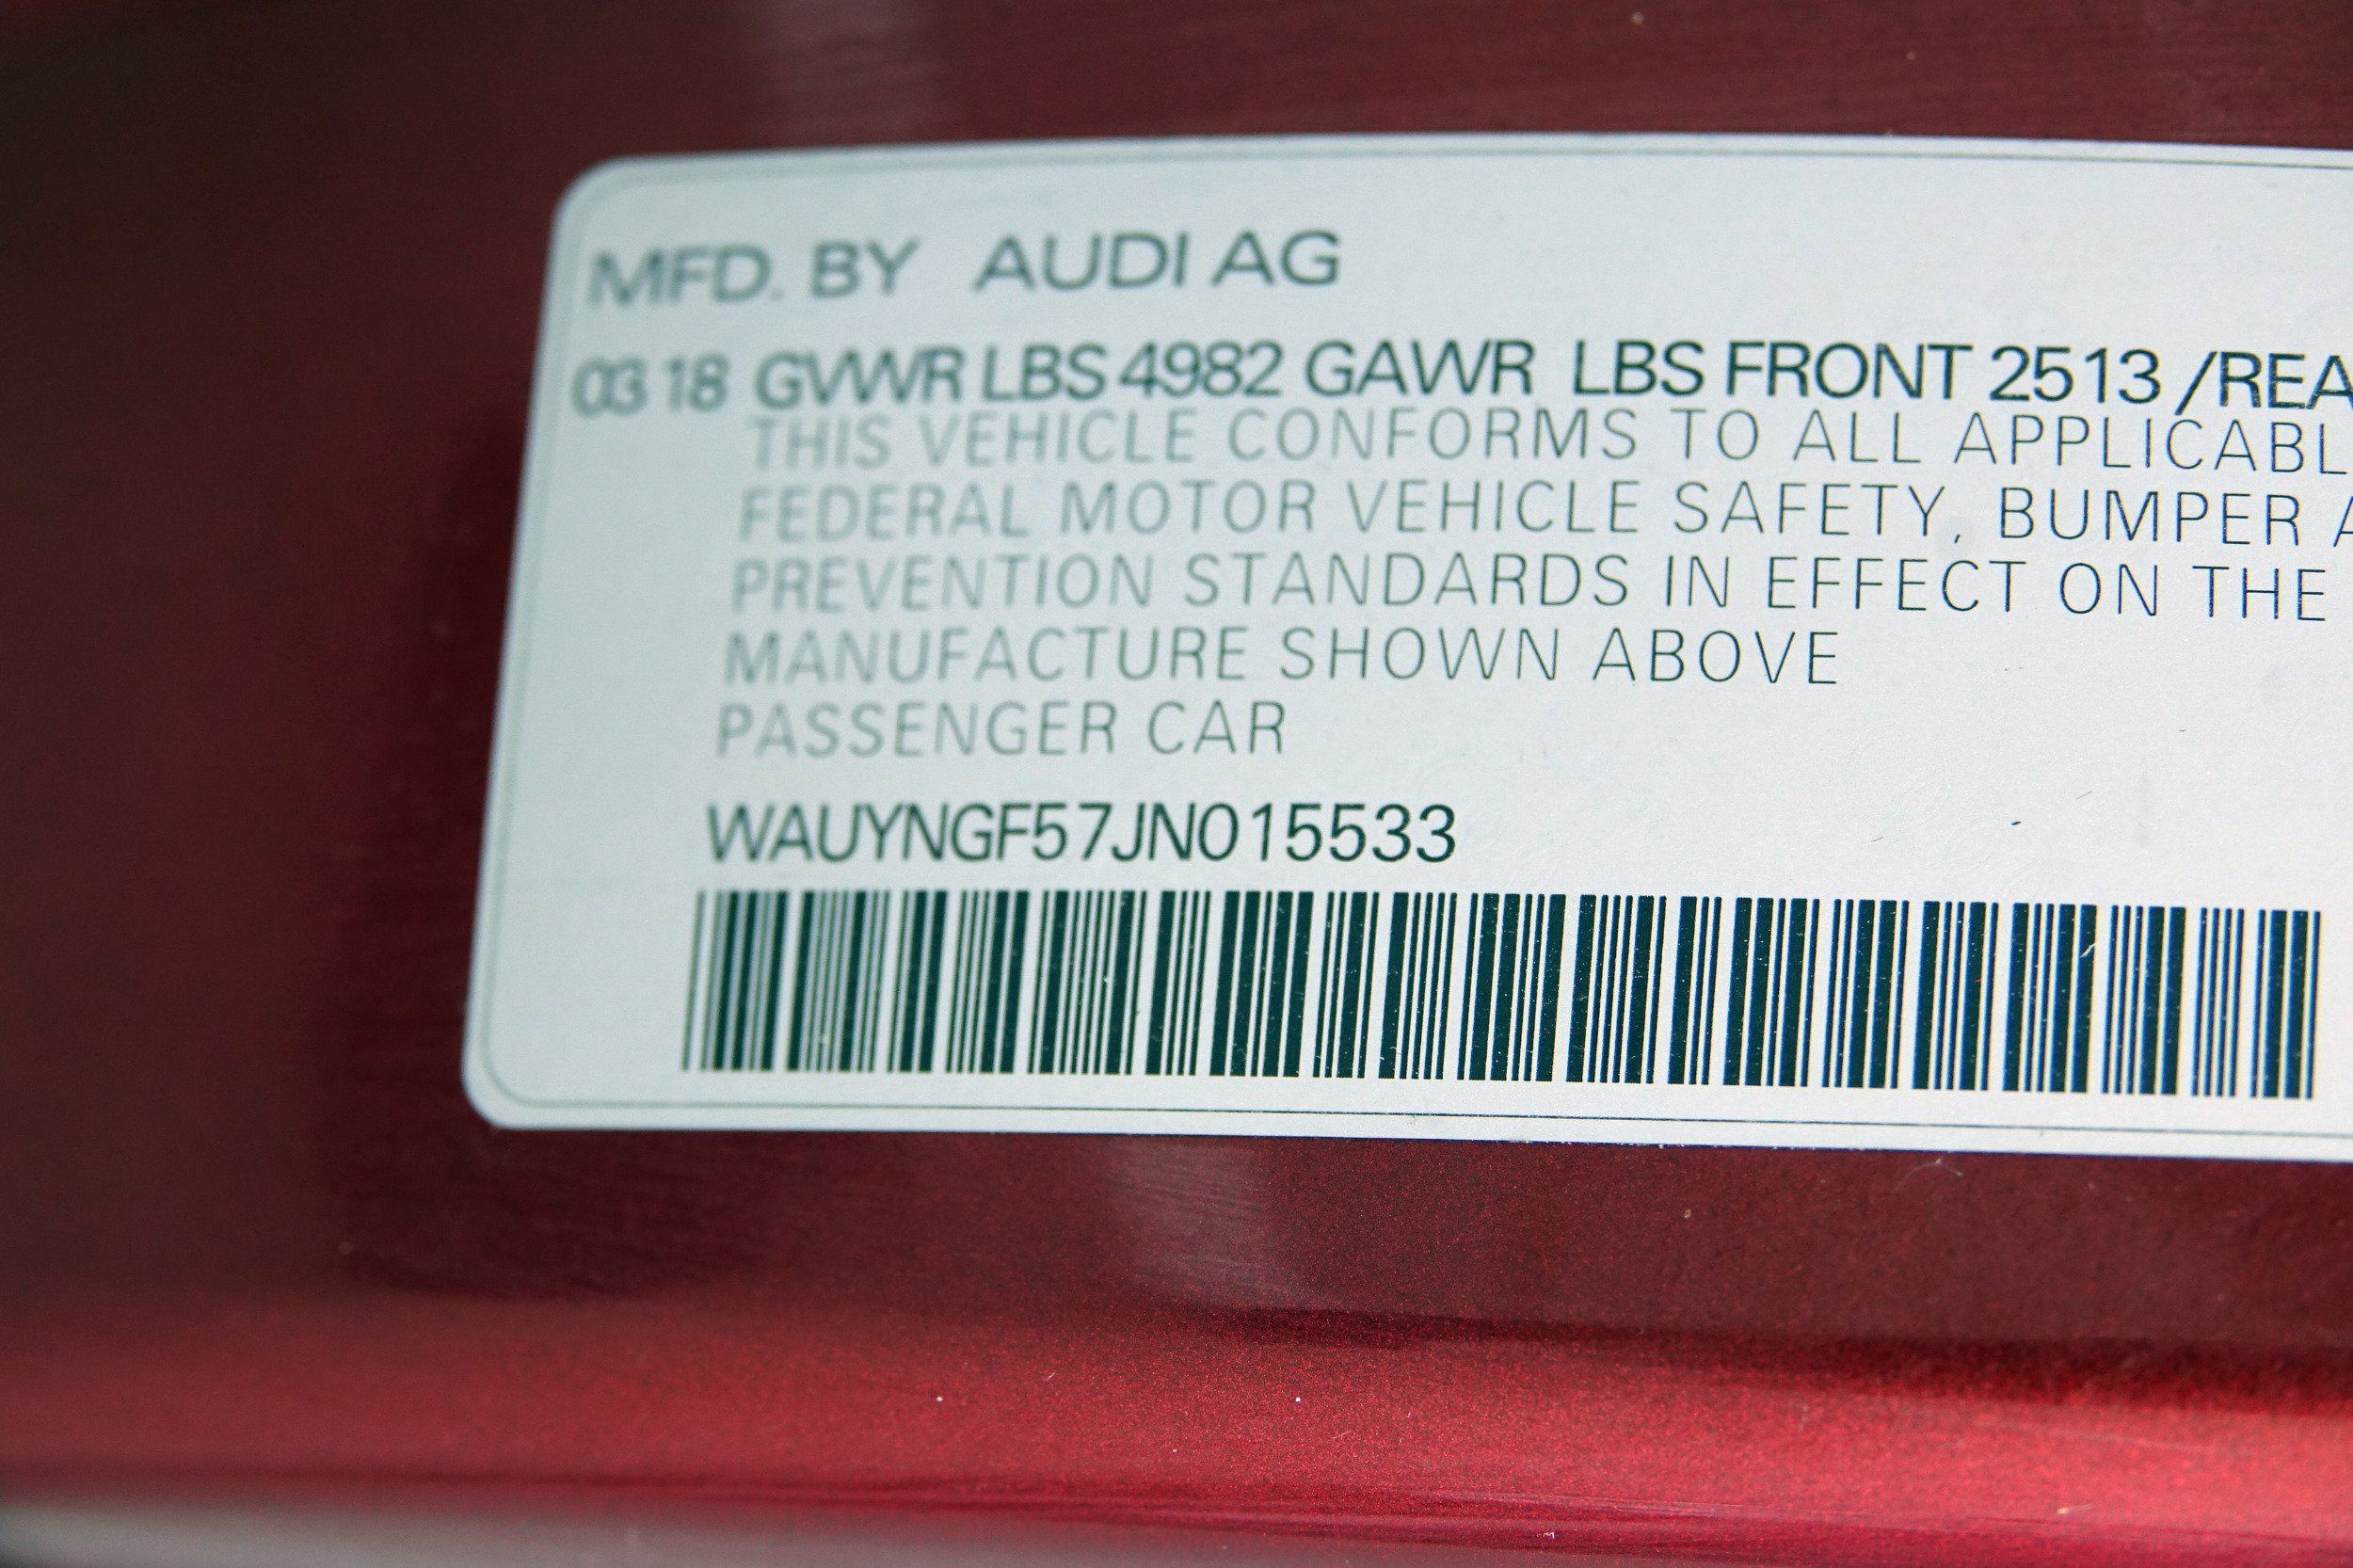 MFD. BY AUDI AG
03 18 GVWR LBS 4982 GAWR LBS FRONT 2513 /REA
THIS VEHICLE CONFORMS TO ALL APPLICABL
FEDERAL MOTOR VEHICLE SAFETY, BUMPER A
PREVENTION STANDARDS IN EFFECT ON THE
MANUFACTURE SHOWN ABOVE
PASSENGER CAR
WAUYNGF57JN015533